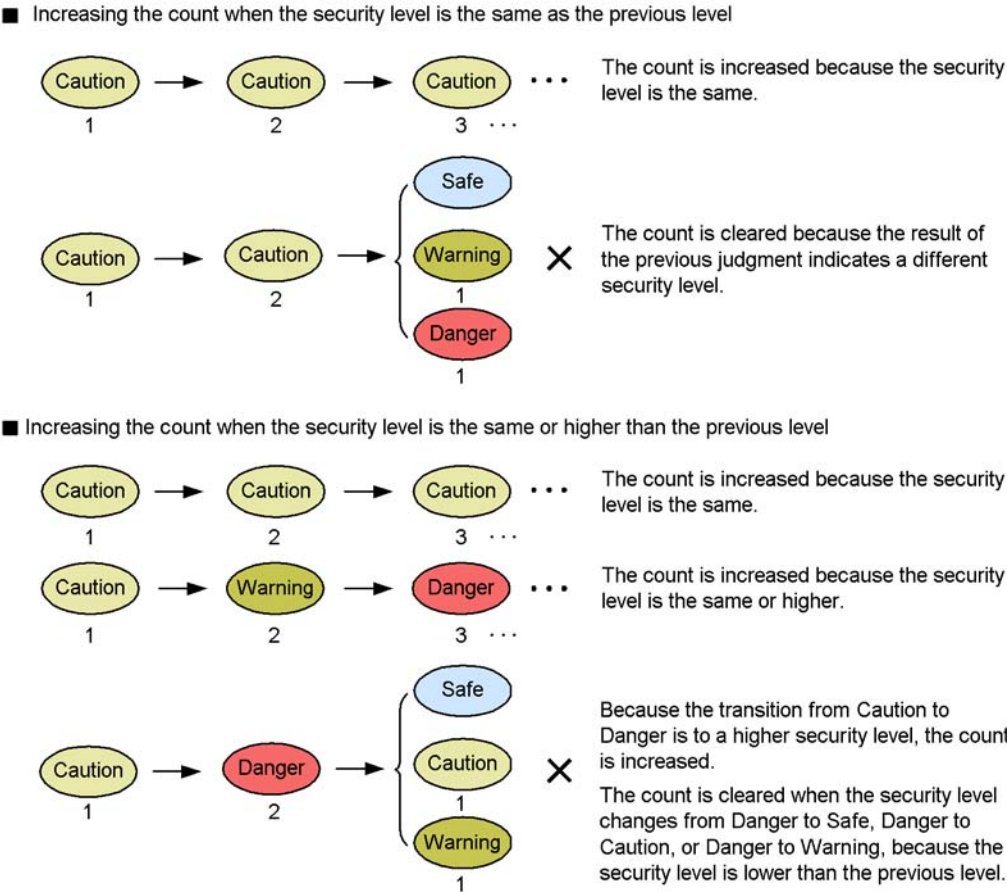 ■ Increasing the count when the security level is the same as the previous level
Caution → Caution → Caution ··· The count is increased because the security
level is the same.
1 2 3 ···
Safe
Caution → Caution → Warning × The count is cleared because the result of
the previous judgment indicates a different
security level.
1 2 1
Danger
1
■ Increasing the count when the security level is the same or higher than the previous level
Caution → Caution → Caution ··· The count is increased because the security
level is the same.
1 2 3 ···
Caution → Warning → Danger ··· The count is increased because the security
level is the same or higher.
1 2 3 ···
Safe
Caution → Danger → Caution × Because the transition from Caution to
Danger is to a higher security level, the count
is increased.
1 2 1
Warning
1
The count is cleared when the security level
changes from Danger to Safe, Danger to
Caution, or Danger to Warning, because the
security level is lower than the previous level.